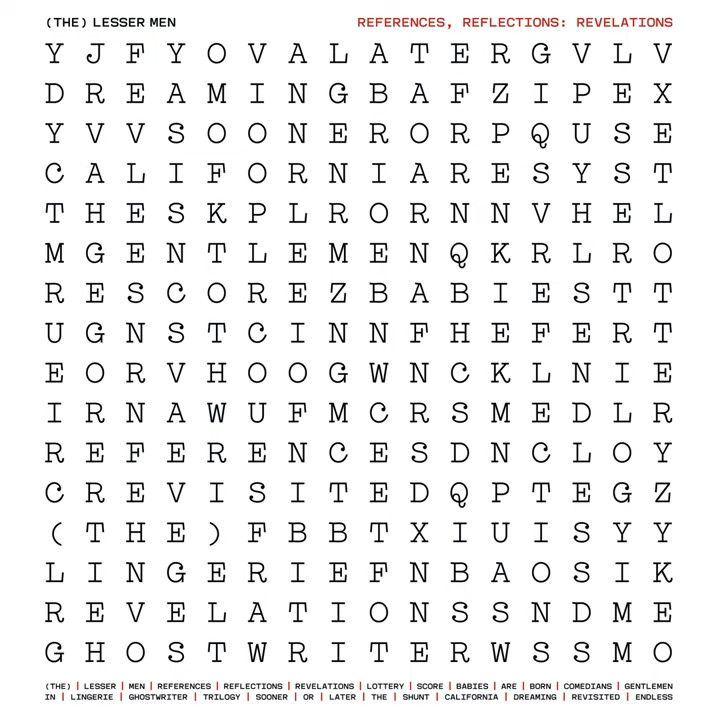 (THE) LESSER MEN REFERENCES, REFLECTIONS: REVELATIONS
Y J F Y O V A L A T E R G V L V
D R E A M I N G B A F Z I P E X
Y V V S O O N E R O R P Q U S E
C A L I F O R N I A R E S Y S T
T H E S K P L R O R N N V H E L
M G E N T L E M E N Q K R L R O
R E S C O R E Z B A B I E S T T
U G N S T C I N N F H E F E R T
E O R V H O O G W N C K L N I E
I R N A W U F M C R S M E D L R
R E F E R E N C E S D N C L O Y
C R E V I S I T E D Q P T E G Z
( T H E ) F B B T X I U I S Y Y
L I N G E R I E F N B A O S I K
R E V E L A T I O N S S N D M E
G H O S T W R I T E R W S S M O
(THE) | LESSER | MEN | REFERENCES | REFLECTIONS | REVELATIONS | LOTTERY | SCORE | BABIES | ARE | BORN | COMEDIANS | GENTLEMEN
IN | LINGERIE | GHOSTWRITER | TRILOGY | SOONER | OR | LATER | THE | SHUNT | CALIFORNIA | DREAMING | REVISITED | ENDLESS